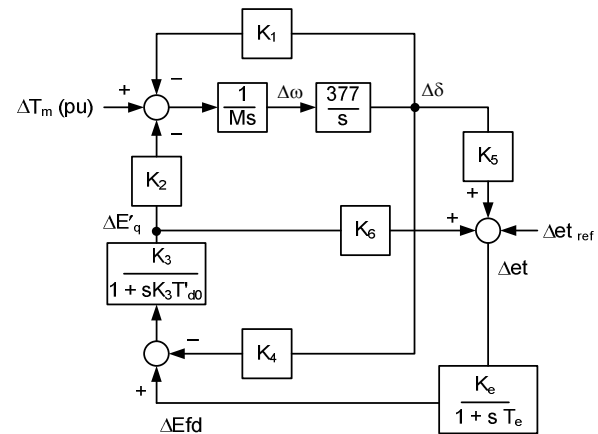 K₁
+ −
ΔTₘ (pu)
1
Ms
Δω
377
s
Δδ
−
K₂
K₅
+
ΔE′q
K₆
+
Δet ref
Δet
K₃
1 + sK₃T'd0
−
K₄
+
ΔEfd
Kₑ
1 + s Tₑ